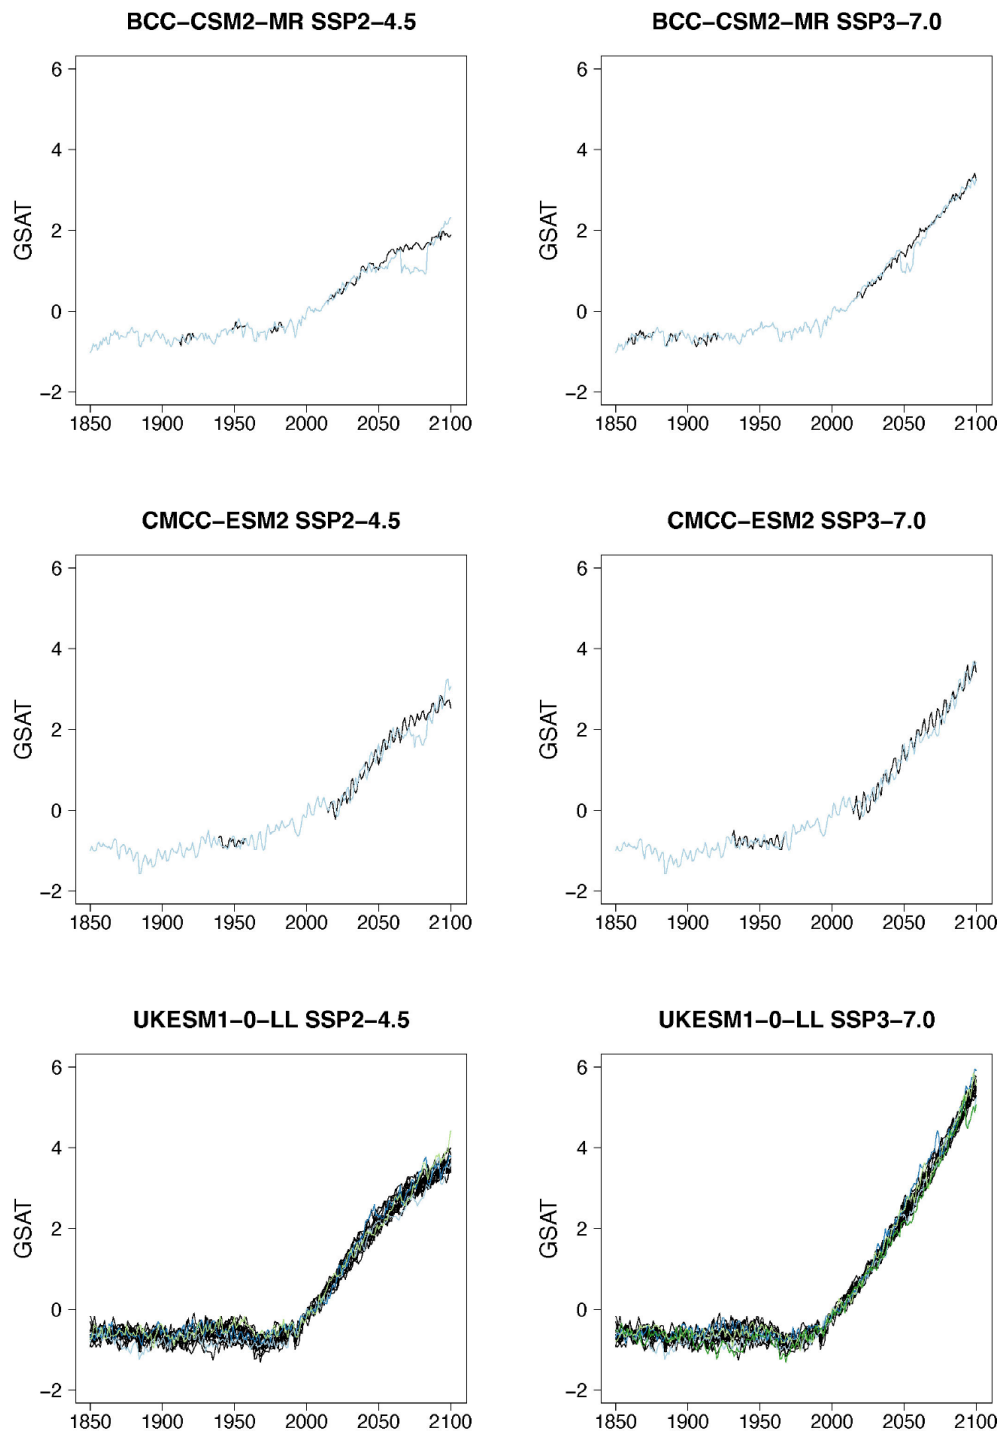 BCC−CSM2−MR SSP2−4.5
GSAT
6
4
2
0
−2
1850 1900 1950 2000 2050 2100
BCC−CSM2−MR SSP3−7.0
GSAT
6
4
2
0
−2
1850 1900 1950 2000 2050 2100
CMCC−ESM2 SSP2−4.5
GSAT
6
4
2
0
−2
1850 1900 1950 2000 2050 2100
CMCC−ESM2 SSP3−7.0
GSAT
6
4
2
0
−2
1850 1900 1950 2000 2050 2100
UKESM1−0−LL SSP2−4.5
GSAT
6
4
2
0
−2
1850 1900 1950 2000 2050 2100
UKESM1−0−LL SSP3−7.0
GSAT
6
4
2
0
−2
1850 1900 1950 2000 2050 2100